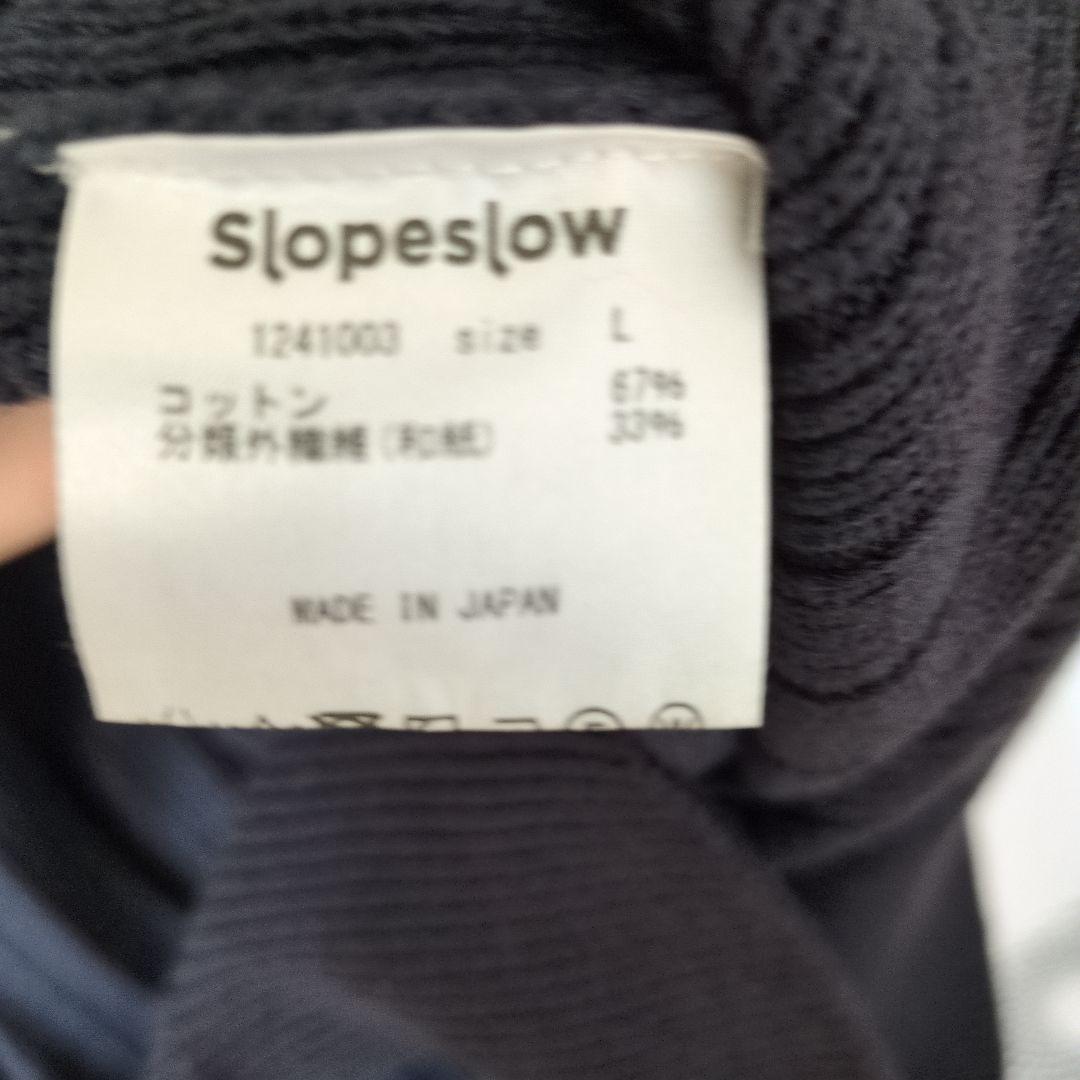 Slopeslow
1241003 size L
コットン 67%
分類外繊維(和紙) 33%
MADE IN JAPAN